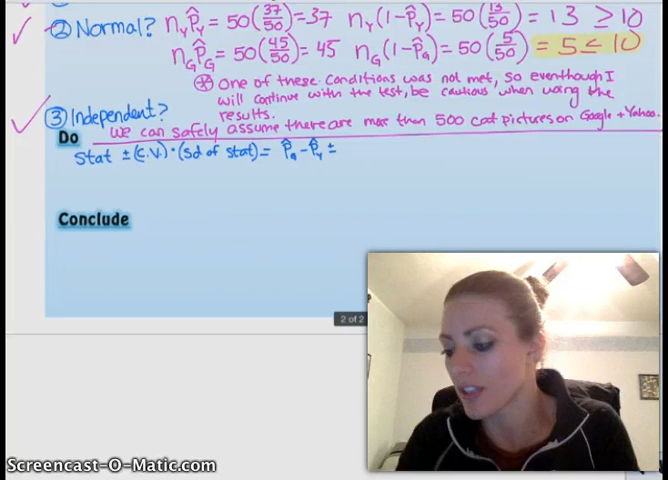 ② Normal? n_Y p̂_Y = 50(37/50) = 37 n_Y(1-p̂_Y) = 50(13/50) = 13 ≥ 10
n_G p̂_G = 50(45/50) = 45 n_G(1-p̂_G) = 50(5/50) = 5 ≤ 10
* One of these conditions was not met, so eventhough I
will continue with the test, be cautious when using the
results.
③ Independent?
We can safely assume there are more than 500 cat pictures on Google + Yahoo.
Do
Stat ± (C.V.)·(sd of stat) = p̂_G - p̂_Y ±
Conclude
2 of 2
Screencast-O-Matic.com